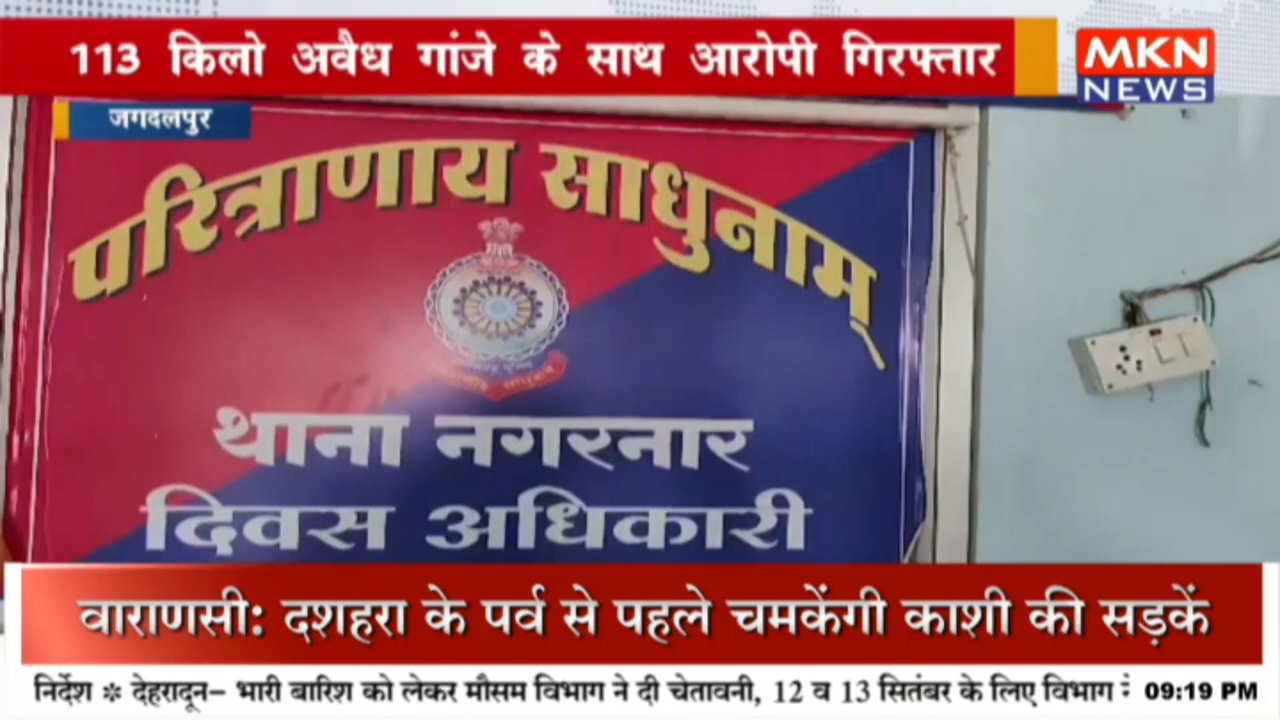 113 किलो अवैध गांजे के साथ आरोपी गिरफ्तार
MKN
NEWS
जगदलपुर
परित्राणाय साधुनाम्
थाना नगरनार
दिवस अधिकारी
वाराणसी: दशहरा के पर्व से पहले चमकेंगी काशी की सड़कें
निर्देश * देहरादून– भारी बारिश को लेकर मौसम विभाग ने दी चेतावनी, 12 व 13 सितंबर के लिए विभाग
09:19 PM